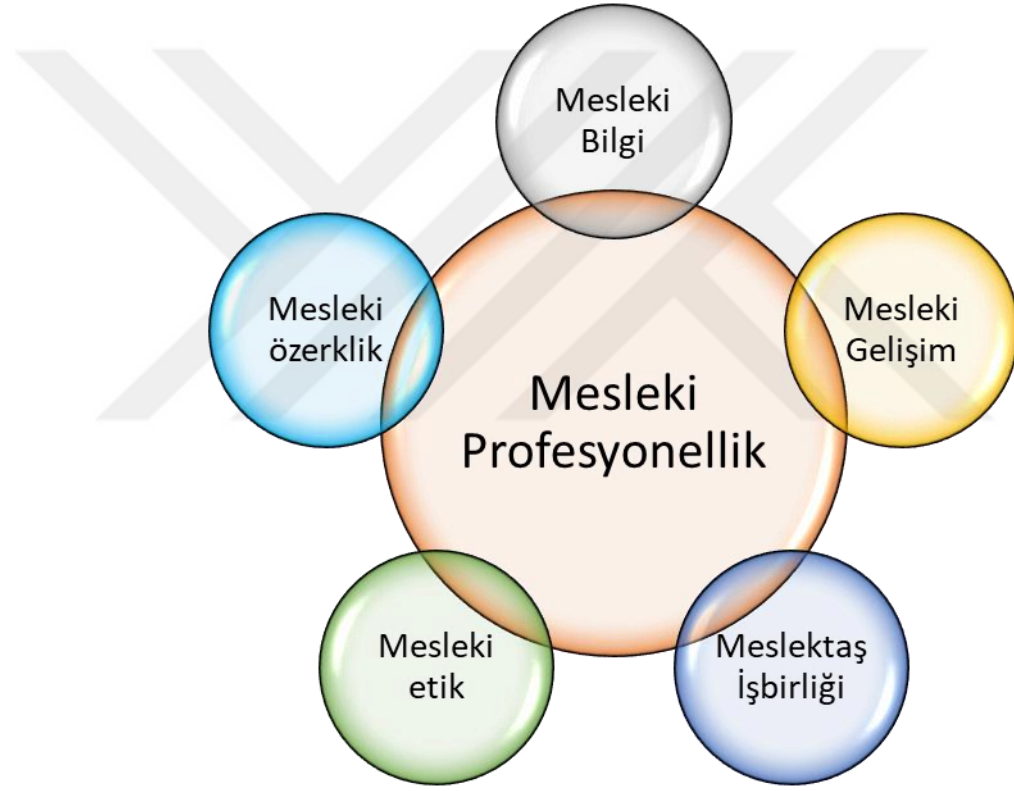 Mesleki
Bilgi
Mesleki
özerklik
Mesleki
Gelişim
Mesleki
Profesyonellik
Mesleki
etik
Meslektaş
İşbirliği